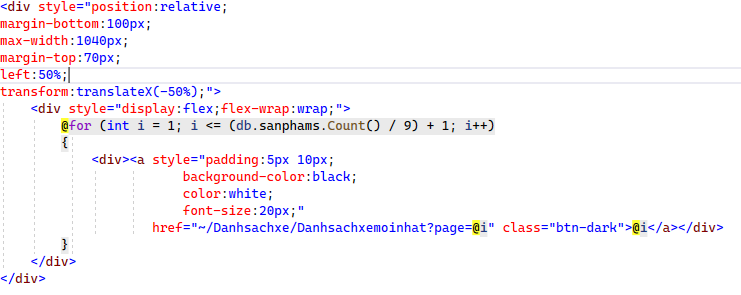 <div style="position:relative;
margin-bottom:100px;
max-width:1040px;
margin-top:70px;
left:50%;
transform:translateX(-50%);">
<div style="display:flex;flex-wrap:wrap;">
@for (int i = 1; i <= (db.sanphams.Count() / 9) + 1; i++)
{
<div><a style="padding:5px 10px;
background-color:black;
color:white;
font-size:20px;"
href="~/Danhsachxe/Danhsachxemoinhat?page=@i" class="btn-dark">@i</a></div>
}
</div>
</div>